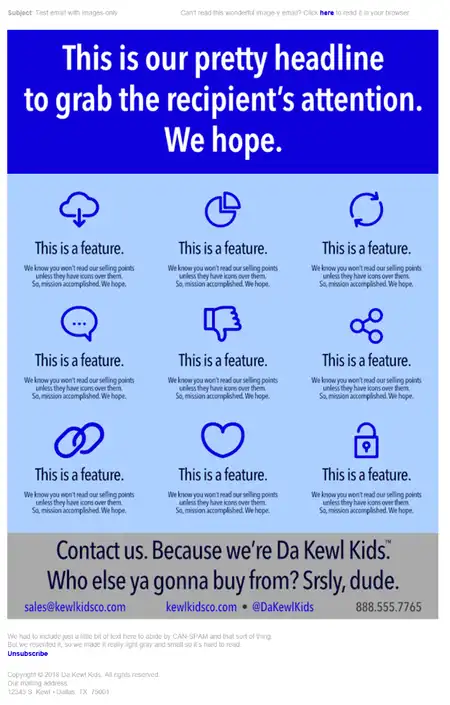 Subject: Test email with images only
Can't read this wonderful image e email? Click here to read it is your browser
This is our pretty headline
to grab the recipient's attention.
We hope.
This is a feature. This is a feature. This is a feature.
We know you won't read our selling points We know you won't read our selling points We know you won't read our selling points
unless they have icons over them. unless they have icons over them. unless they have icons over them.
So, mission accomplished. We hope. So, mission accomplished. We hope. So, mission accomplished. We hope.
This is a feature. This is a feature. This is a feature.
We know you won't read our selling points We know you won't read our selling points We know you won't read our selling points
unless they have icons over them. unless they have icons over them. unless they have icons over them.
So, mission accomplished. We hope. So, mission accomplished. We hope. So, mission accomplished. We hope.
This is a feature. This is a feature. This is a feature.
We know you won't read our selling points We know you won't read our selling points We know you won't read our selling points
unless they have icons over them. unless they have icons over them. unless they have icons over them.
So, mission accomplished. We hope. So, mission accomplished. We hope. So, mission accomplished. We hope.
Contact us. Because we're Da Kewl Kids.™
Who else ya gonna buy from? Srsly, dude.
sales@kewlkidsco.com kewlkidsco.com • @DaKewlKids 888.555.7765
We had to include just a little bit of text here to abide by CAN-SPAM and that sort of thing.
But we resented it, so we made it really light gray and small so it's hard to read.
Unsubscribe
Copyright © 2018 Da Kewl Kids. All rights reserved.
Our mailing address
12345 S. Kewl • Dallas, TX